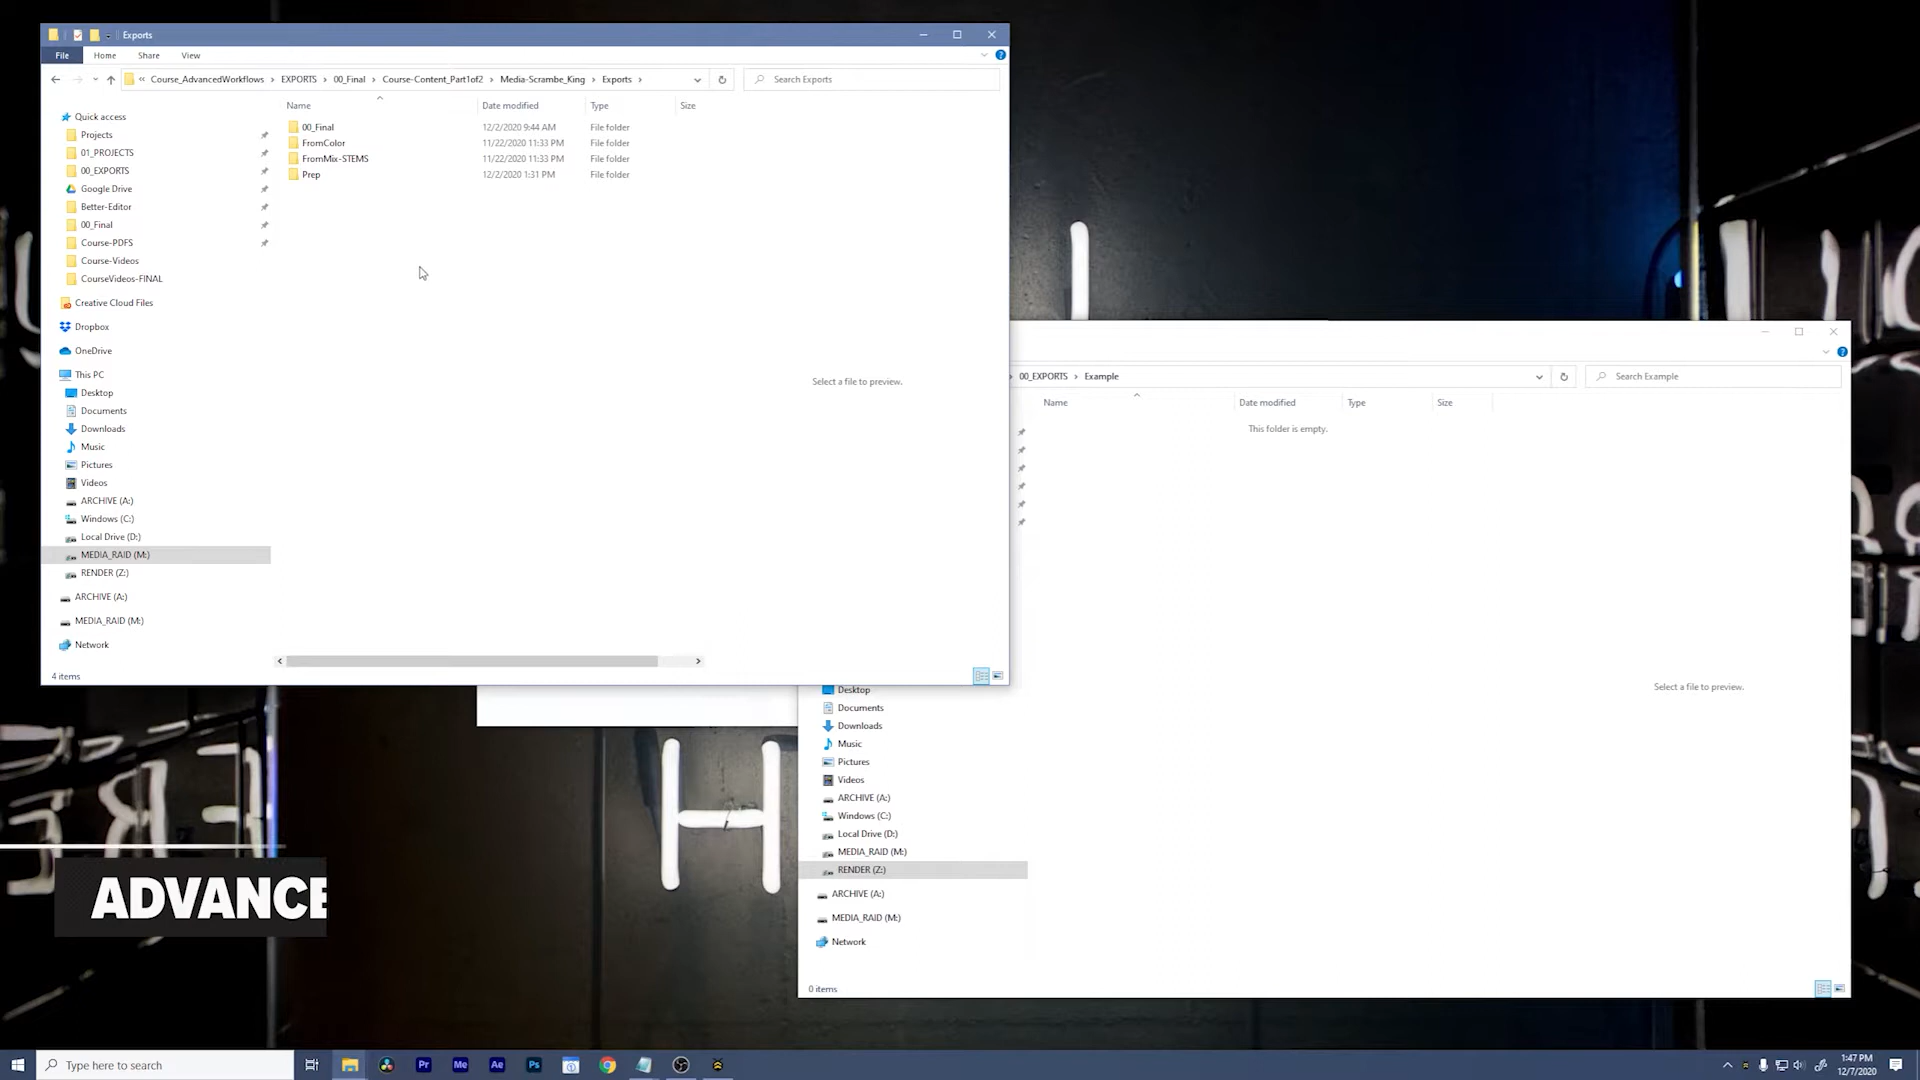 Exports
File Home Share View
« Course_AdvancedWorkflows > EXPORTS > 00_Final > Course-Content_Part1of2 > Media-Scrambe_King > Exports >
Search Exports
Name Date modified Type Size
00_Final 12/2/2020 9:44 AM File folder
FromColor 11/22/2020 11:33 PM File folder
FromMix-STEMS 11/22/2020 11:33 PM File folder
Prep 12/2/2020 1:31 PM File folder
Quick access
Projects
01_PROJECTS
00_EXPORTS
Google Drive
Better-Editor
00_Final
Course-PDFS
Course-Videos
CourseVideos-FINAL
Creative Cloud Files
Dropbox
OneDrive
This PC
Desktop
Documents
Downloads
Music
Pictures
Videos
ARCHIVE (A:)
Windows (C:)
Local Drive (D:)
MEDIA_RAID (M:)
RENDER (Z:)
ARCHIVE (A:)
MEDIA_RAID (M:)
Network
Select a file to preview.
4 items
> 00_EXPORTS > Example
Search Example
Name Date modified Type Size
This folder is empty.
Desktop
Documents
Downloads
Music
Pictures
Videos
ARCHIVE (A:)
Windows (C:)
Local Drive (D:)
MEDIA_RAID (M:)
RENDER (Z:)
ARCHIVE (A:)
MEDIA_RAID (M:)
Network
Select a file to preview.
0 items
H
ADVANCE
Type here to search
Pr Me Ae Ps
1:47 PM
12/7/2020